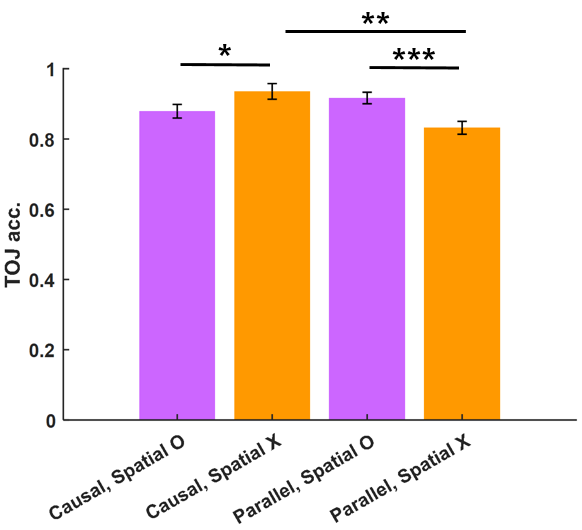 **
*
***
1
0.8
0.6
0.4
0.2
0
TOJ acc.
Causal, Spatial O
Causal, Spatial X
Parallel, Spatial O
Parallel, Spatial X